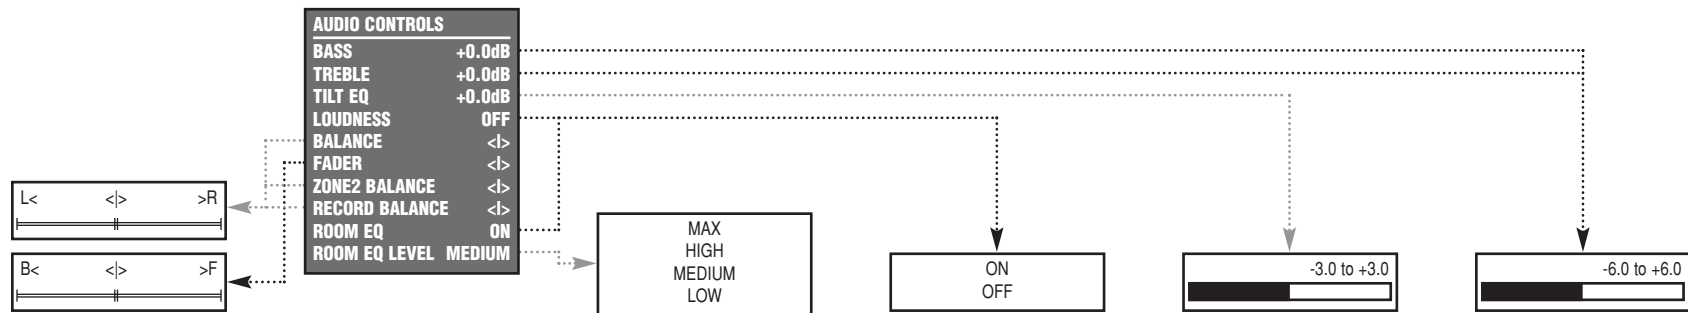 AUDIO CONTROLS
BASS +0.0dB
TREBLE +0.0dB
TILT EQ +0.0dB
LOUDNESS OFF
BALANCE <I>
FADER <I>
ZONE2 BALANCE <I>
RECORD BALANCE <I>
ROOM EQ ON
ROOM EQ LEVEL MEDIUM
L< <|> >R
B< <|> >F
MAX
HIGH
MEDIUM
LOW
ON
OFF
-3.0 to +3.0
-6.0 to +6.0